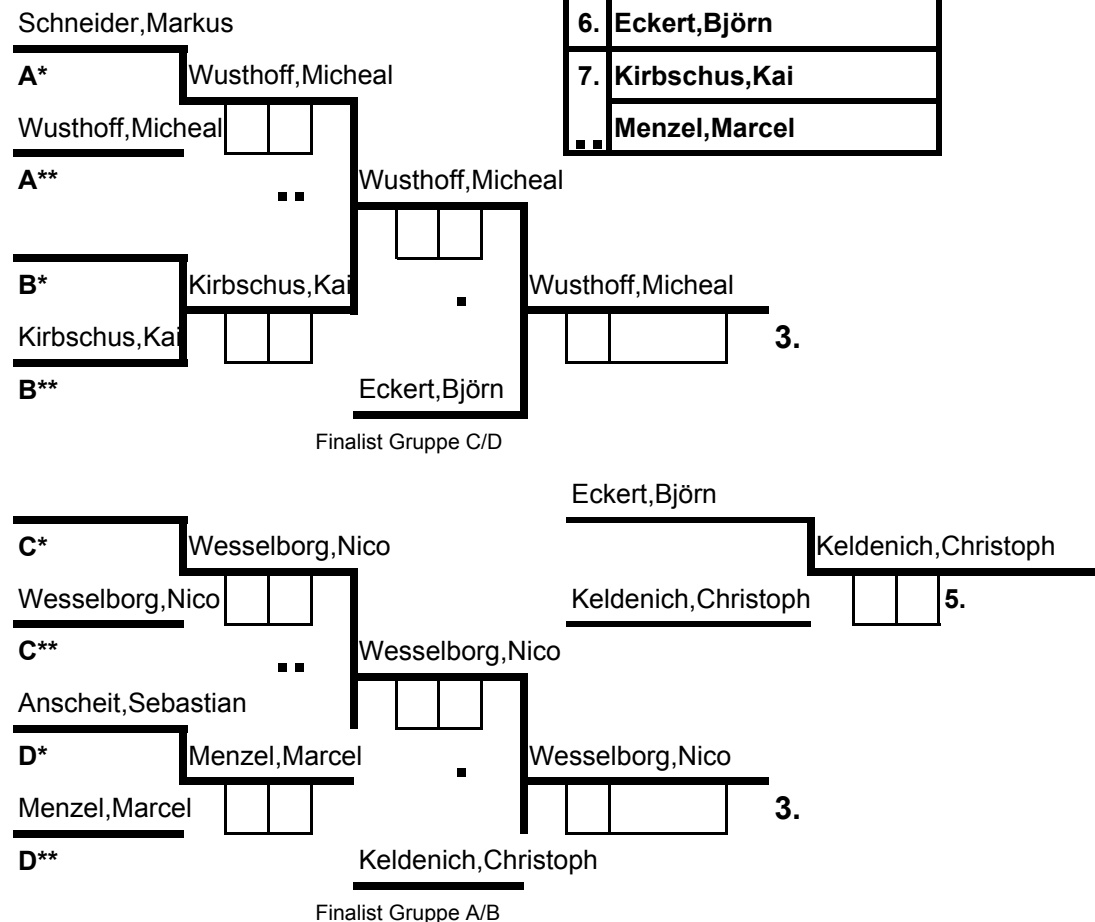 Schneider,Markus
6. Eckert,Björn
A* Wusthoff,Micheal
7. Kirbschus,Kai
Wusthoff,Micheal
.. Menzel,Marcel
A**
.. Wusthoff,Micheal
B* Kirbschus,Kai
. Wusthoff,Micheal
Kirbschus,Kai
3.
B**
Eckert,Björn
Finalist Gruppe C/D
Eckert,Björn
C* Wesselborg,Nico
Keldenich,Christoph
Wesselborg,Nico
Keldenich,Christoph 5.
C**
.. Wesselborg,Nico
Anscheit,Sebastian
D* Menzel,Marcel
. Wesselborg,Nico
Menzel,Marcel
3.
D**
Keldenich,Christoph
Finalist Gruppe A/B